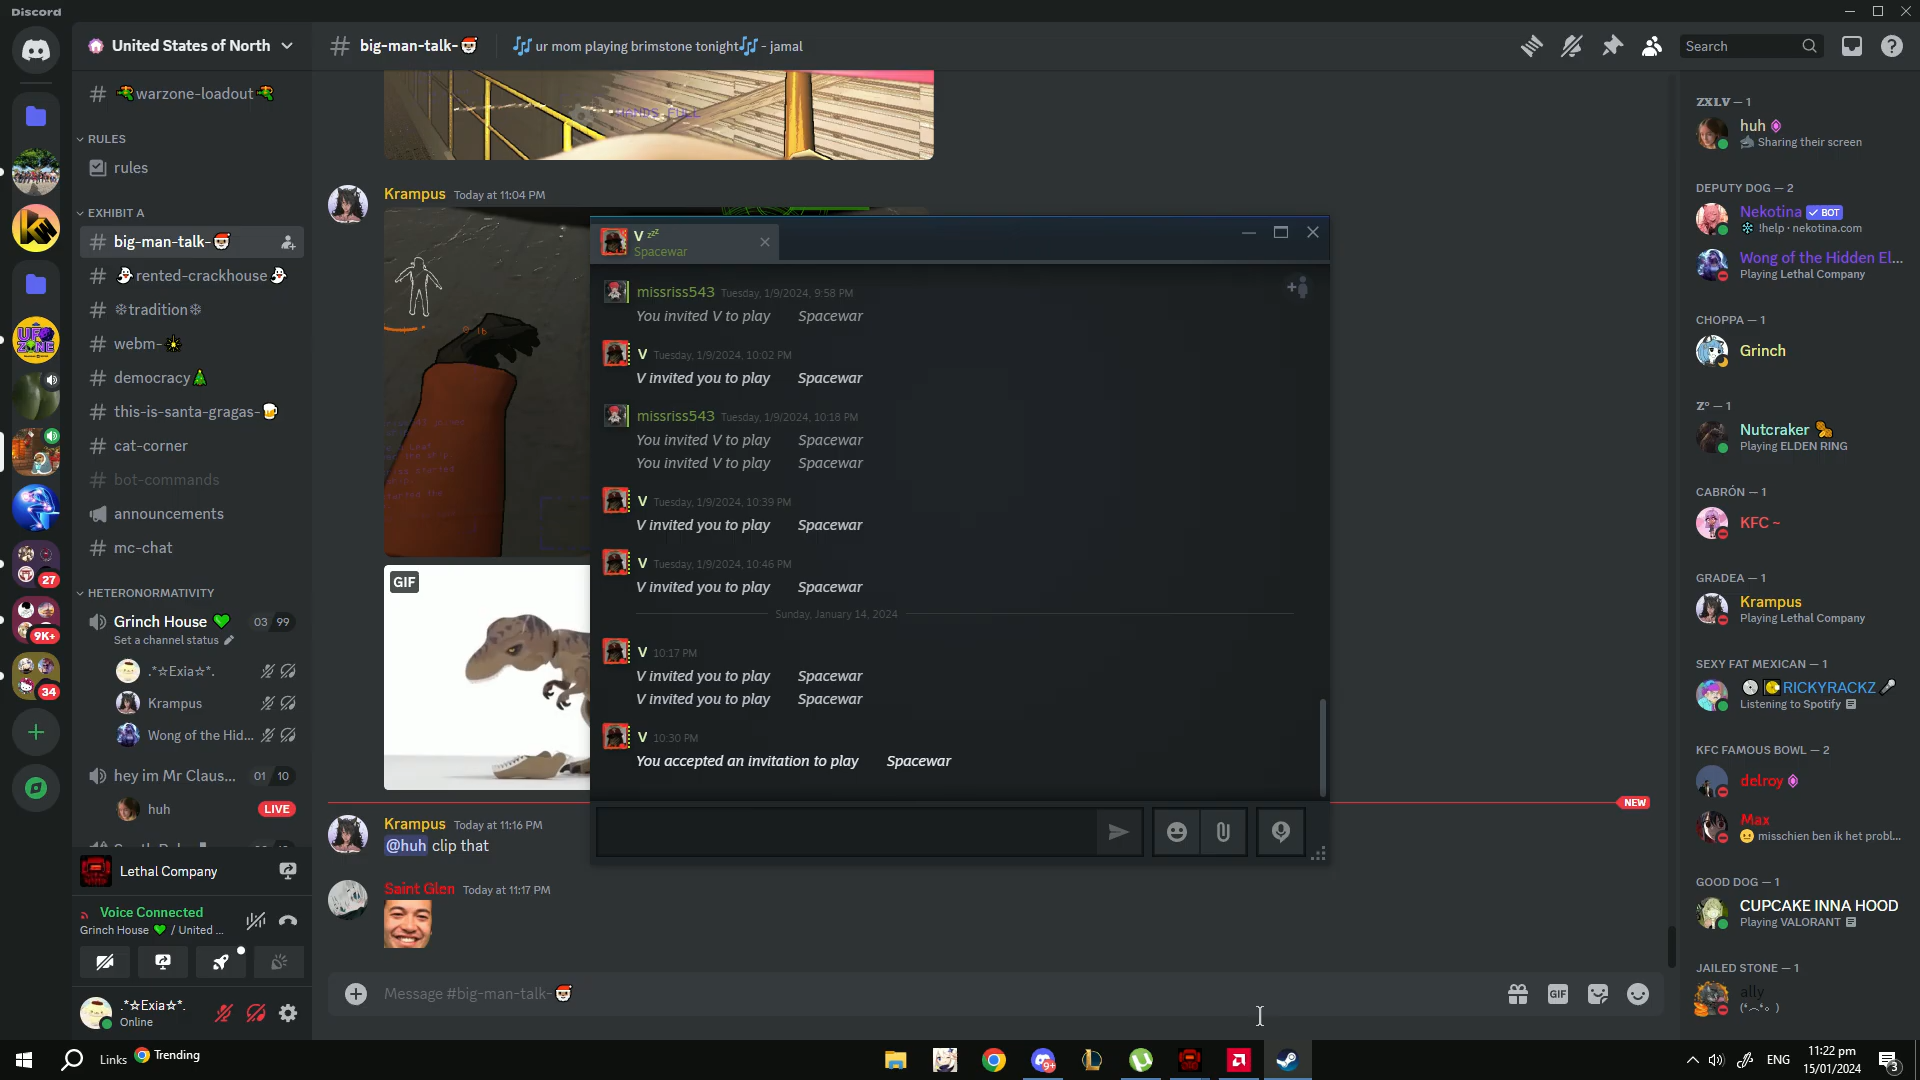 Discord
United States of North
# warzone-loadout
RULES
rules
EXHIBIT A
# big-man-talk-
# rented-crackhouse
# ❄tradition❄
# webm-
# democracy
# this-is-santa-gragas-
# cat-corner
# bot-commands
announcements
# mc-chat
HETERONORMATIVITY
Grinch House 03 99
Set a channel status
.*☆Exia☆*.
Krampus
Wong of the Hid...
hey im Mr Claus... 01 10
huh LIVE
27
9K+
34
Lethal Company
Voice Connected
Grinch House / United ...
.*☆Exia☆*.
Online
# big-man-talk- ur mom playing brimstone tonight - jamal
Search
HANDS FULL
Krampus Today at 11:04 PM
0 lb
GIF
NEW
Krampus Today at 11:16 PM
@huh clip that
Saint Glen Today at 11:17 PM
Message #big-man-talk-
GIF
V zzz
Spacewar
missriss543 Tuesday, 1/9/2024, 9:58 PM
You invited V to play Spacewar
V Tuesday, 1/9/2024, 10:02 PM
V invited you to play Spacewar
missriss543 Tuesday, 1/9/2024, 10:18 PM
You invited V to play Spacewar
You invited V to play Spacewar
V Tuesday, 1/9/2024, 10:39 PM
V invited you to play Spacewar
V Tuesday, 1/9/2024, 10:46 PM
V invited you to play Spacewar
Sunday, January 14, 2024
V 10:17 PM
V invited you to play Spacewar
V invited you to play Spacewar
V 10:30 PM
You accepted an invitation to play Spacewar
ZXLV — 1
huh
Sharing their screen
DEPUTY DOG — 2
Nekotina BOT
!help · nekotina.com
Wong of the Hidden El...
Playing Lethal Company
CHOPPA — 1
Grinch
Z° — 1
Nutcraker
Playing ELDEN RING
CABRÓN — 1
KFC ~
GRADEA — 1
Krampus
Playing Lethal Company
SEXY FAT MEXICAN — 1
RICKYRACKZ
Listening to Spotify
KFC FAMOUS BOWL — 2
delroy
Max
misschien ben ik het probl...
GOOD DOG — 1
CUPCAKE INNA HOOD
Playing VALORANT
JAILED STONE — 1
ally
Links Trending
9+
ENG
11:22 pm
15/01/2024
3